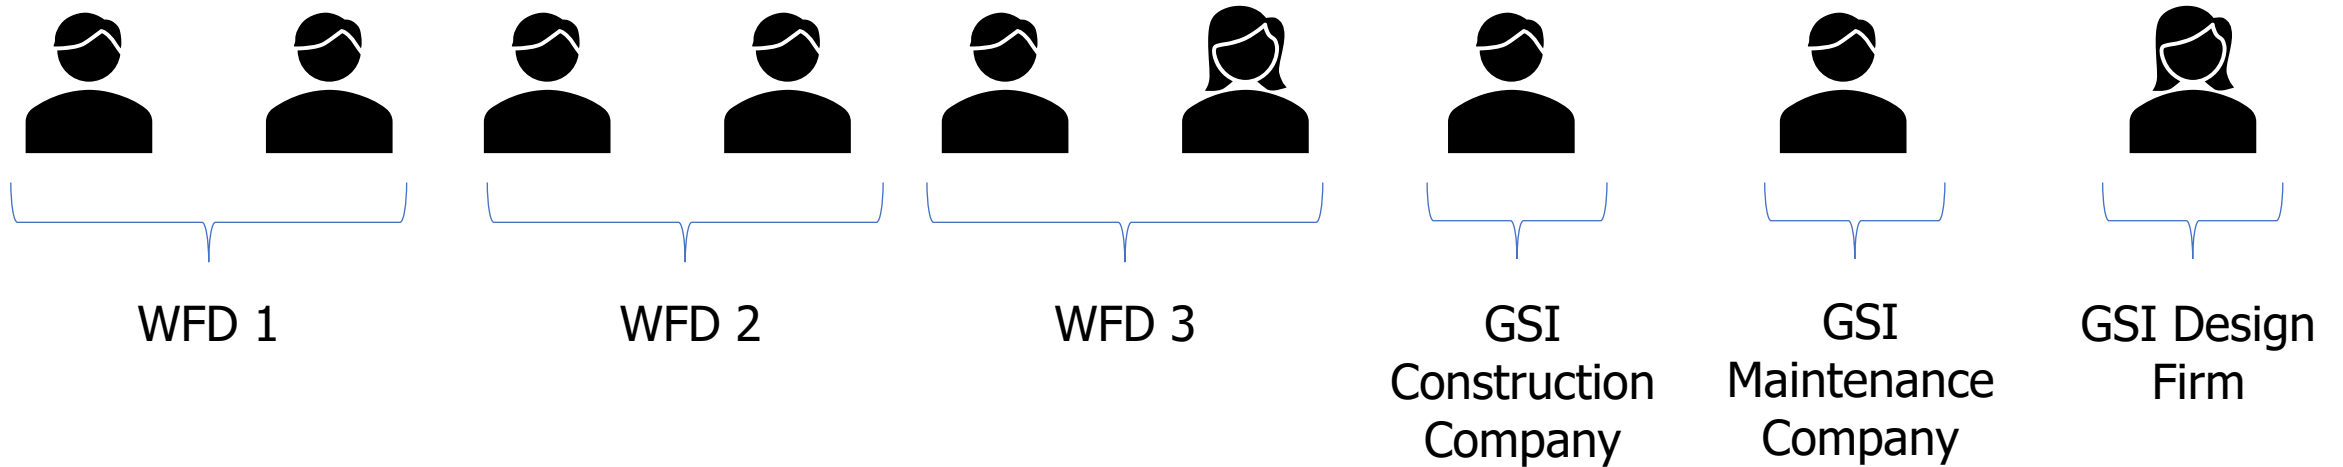 WFD 1
WFD 2
WFD 3
GSI
Construction
Company
GSI
Maintenance
Company
GSI Design
Firm